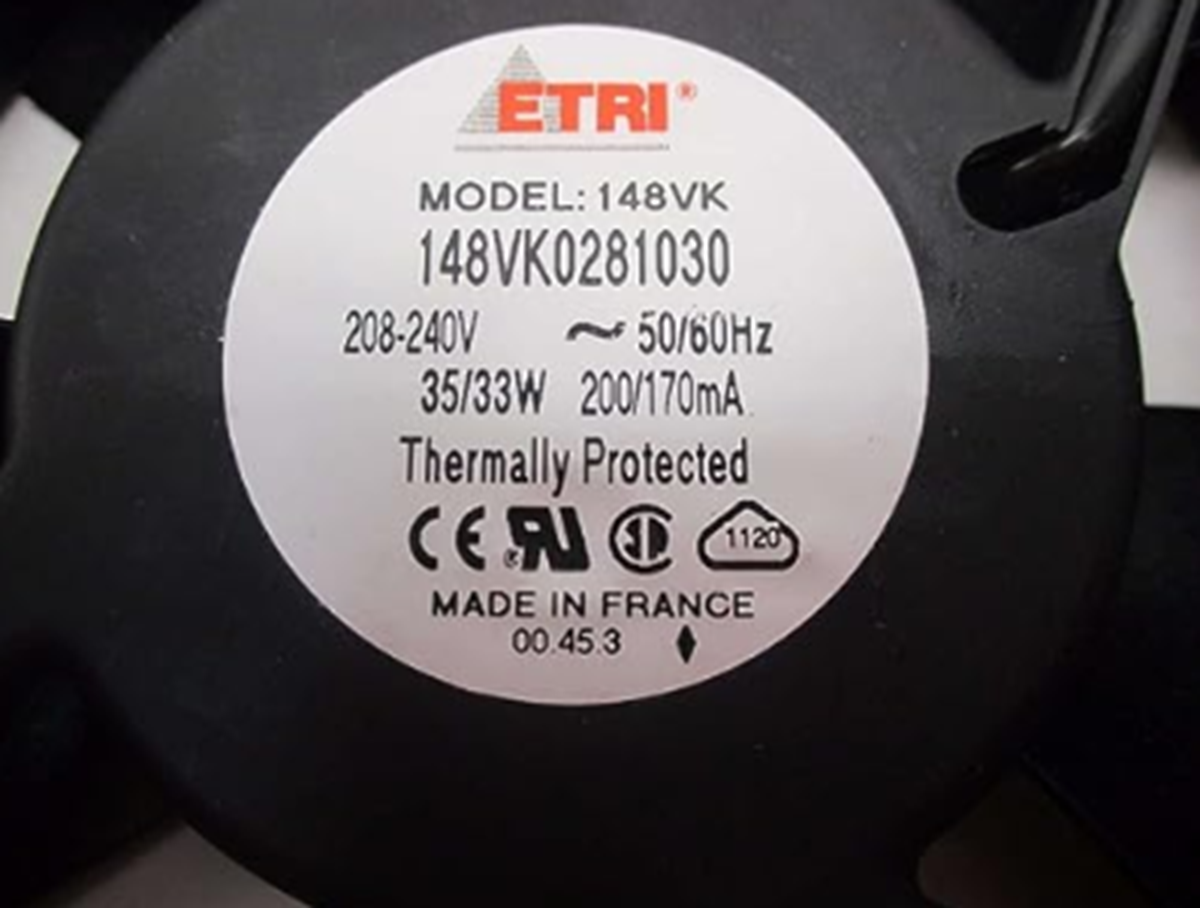 ETRI®
MODEL: 148VK
148VK0281030
208-240V ~ 50/60Hz
35/33W 200/170mA
Thermally Protected
CE RU 1120
MADE IN FRANCE
00.45.3